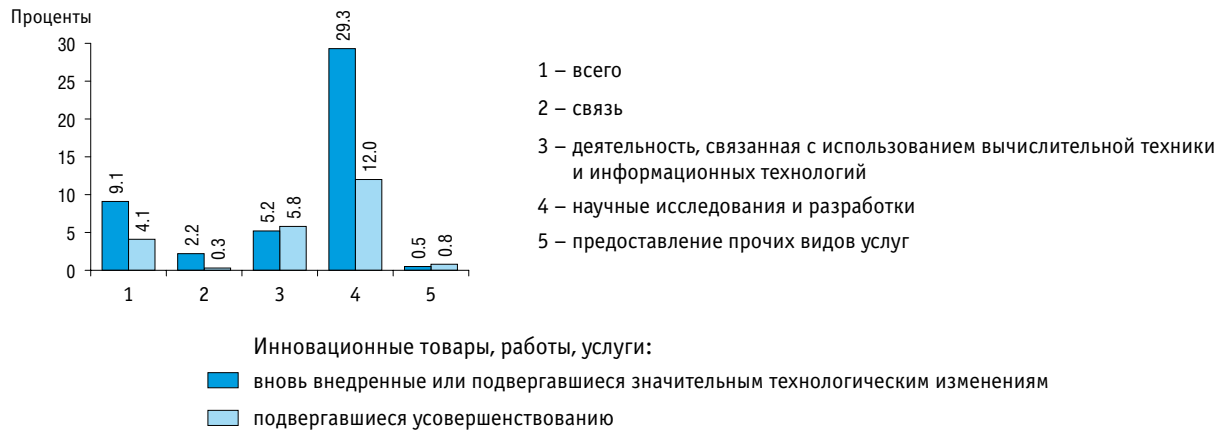 Проценты
30
25
20
15
10
5
0
9.1
4.1
2.2
0.3
5.2
5.8
29.3
12.0
0.5
0.8
1
2
3
4
5
1 – всего
2 – связь
3 – деятельность, связанная с использованием вычислительной техники
и информационных технологий
4 – научные исследования и разработки
5 – предоставление прочих видов услуг
Инновационные товары, работы, услуги:
вновь внедренные или подвергавшиеся значительным технологическим изменениям
подвергавшиеся усовершенствованию